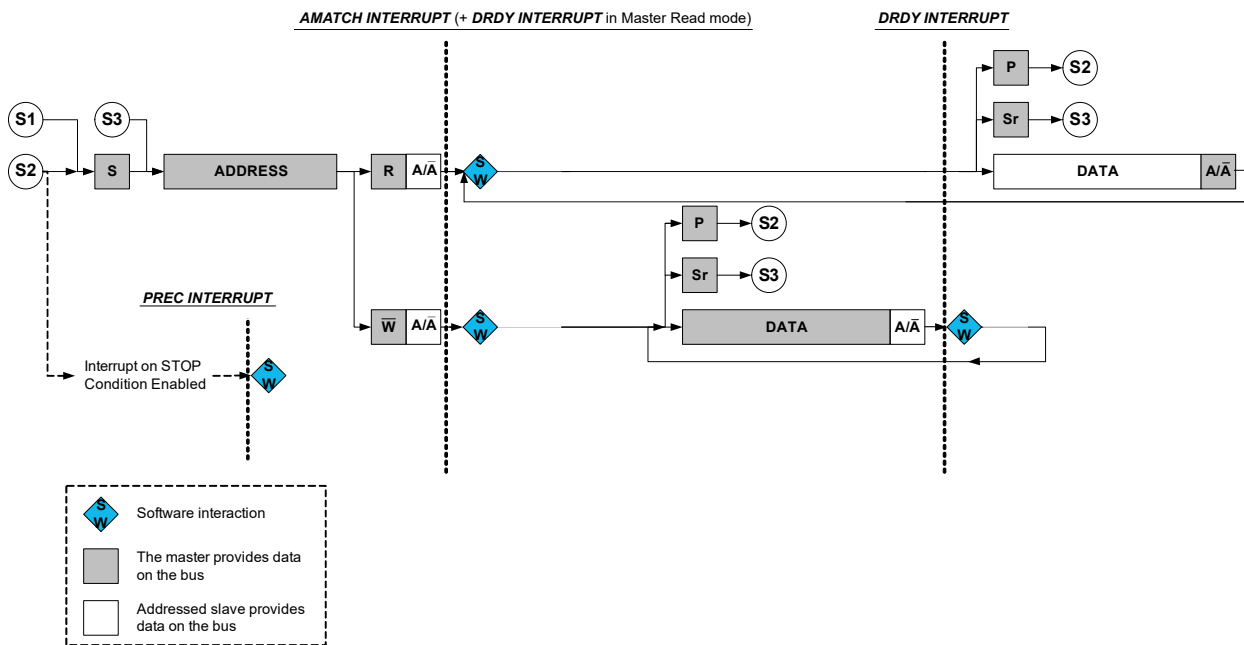 AMATCH INTERRUPT (+ DRDY INTERRUPT in Master Read mode)
DRDY INTERRUPT
P
S2
S1
S3
Sr
S3
S2
S
ADDRESS
R
A/A̅
S
W
DATA
A/A̅
P
S2
Sr
S3
PREC INTERRUPT
W̅
A/A̅
S
W
DATA
A/A̅
S
W
Interrupt on STOP
Condition Enabled
S
W
S
W
Software interaction
The master provides data
on the bus
Addressed slave provides
data on the bus